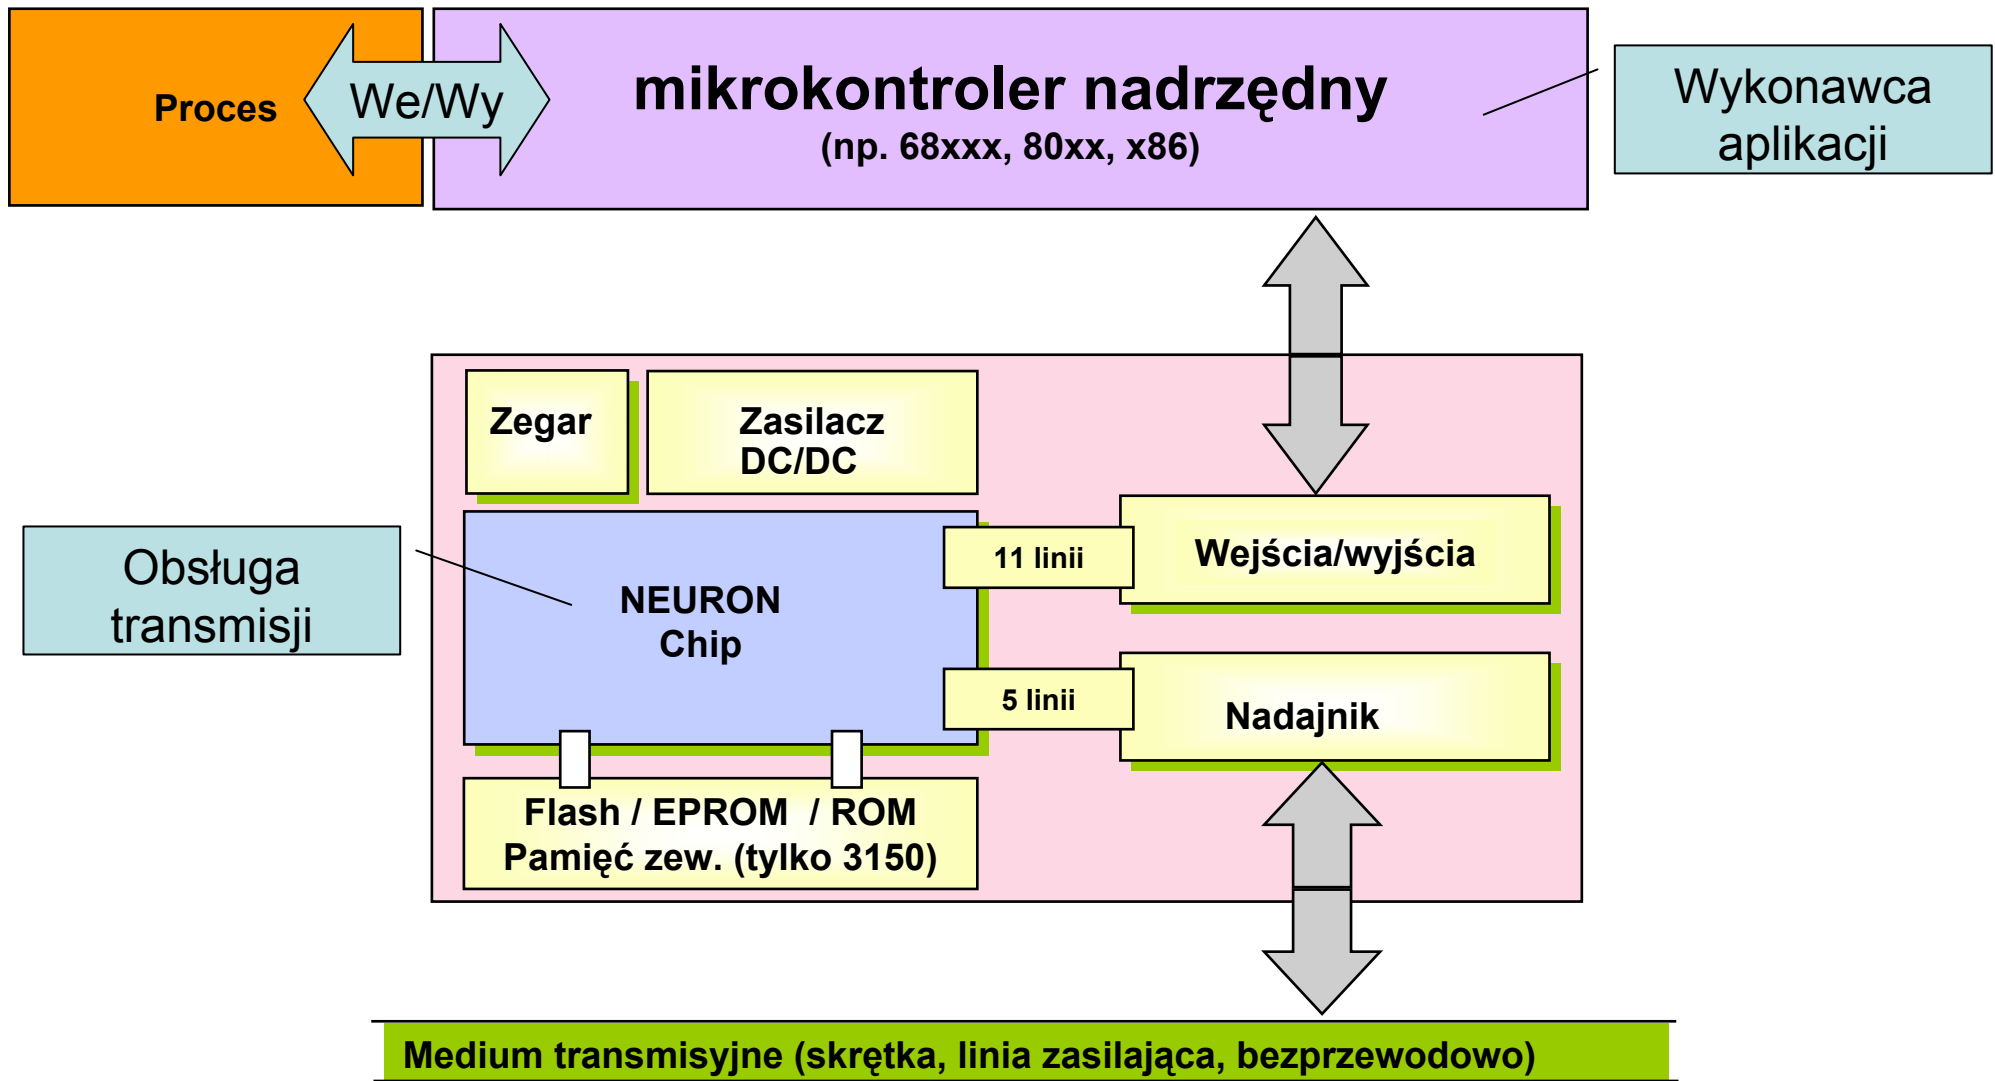 Proces
We/Wy
mikrokontroler nadrzędny
(np. 68xxx, 80xx, x86)
Wykonawca
aplikacji
Zegar
Zasilacz
DC/DC
Obsługa
transmisji
NEURON
Chip
11 linii
Wejścia/wyjścia
5 linii
Nadajnik
Flash / EPROM / ROM
Pamięć zew. (tylko 3150)
Medium transmisyjne (skrętka, linia zasilająca, bezprzewodowo)